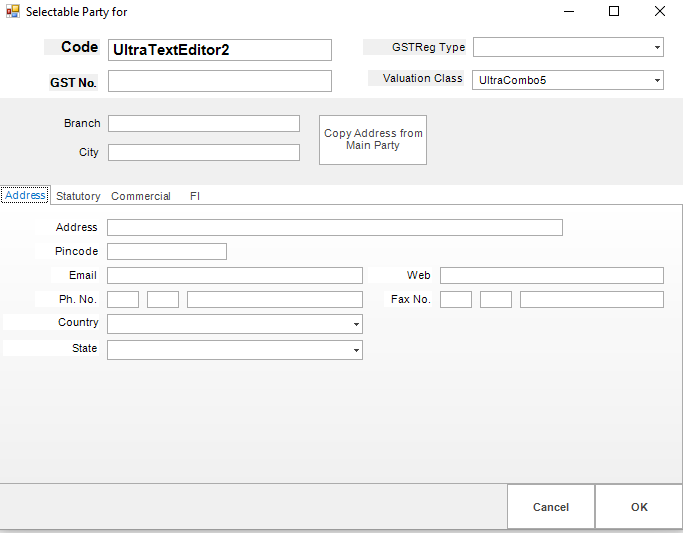 Selectable Party for
Code UltraTextEditor2 GSTReg Type
GST No. Valuation Class UltraCombo5
Branch
City
Copy Address from
Main Party
Address Statutory Commercial FI
Address
Pincode
Email Web
Ph. No. Fax No.
Country
State
Cancel OK